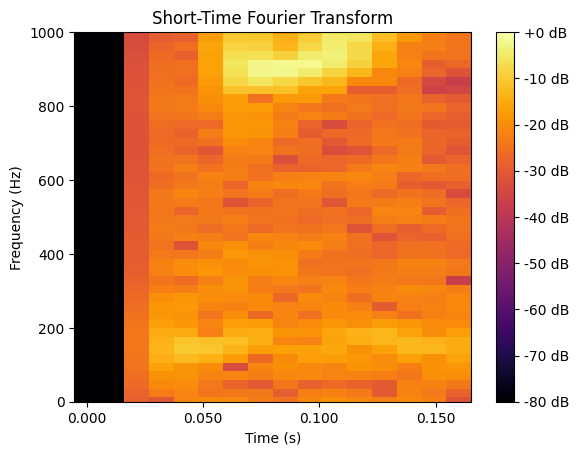 Short-Time Fourier Transform
Frequency (Hz)
1000
800
600
400
200
0
0.000
0.050
0.100
0.150
Time (s)
+0 dB
-10 dB
-20 dB
-30 dB
-40 dB
-50 dB
-60 dB
-70 dB
-80 dB